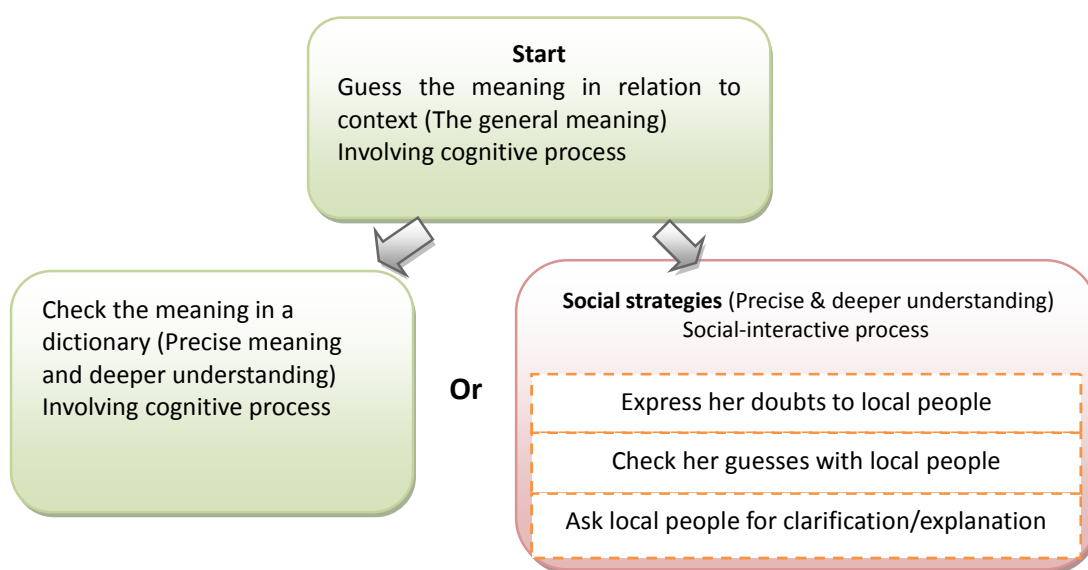 Start
Guess the meaning in relation to
context (The general meaning)
Involving cognitive process
Check the meaning in a
dictionary (Precise meaning
and deeper understanding)
Involving cognitive process
Or
Social strategies (Precise & deeper understanding)
Social-interactive process
Express her doubts to local people
Check her guesses with local people
Ask local people for clarification/explanation